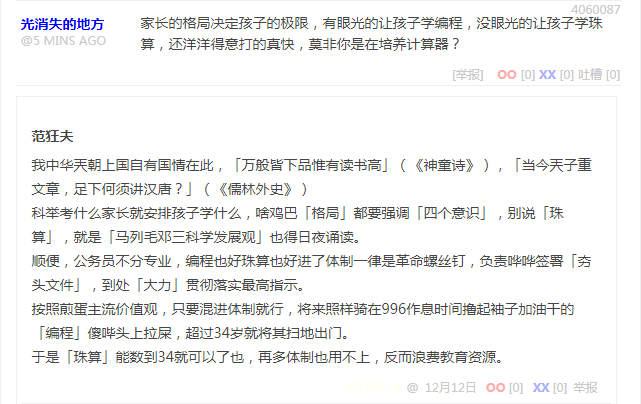 4060087
光消失的地方
@5 MINS AGO
家长的格局决定孩子的极限，有眼光的让孩子学编程，没眼光的让孩子学珠
算，还洋洋得意打的真快，莫非你是在培养计算器？
[举报] OO [0] XX [0] 吐槽 [0]
范狂夫
我中华天朝上国自有国情在此，「万般皆下品惟有读书高」（《神童诗》），「当今天子重
文章，足下何须讲汉唐？」（《儒林外史》）
科举考什么家长就安排孩子学什么，啥鸡巴「格局」都要强调「四个意识」，别说「珠
算」，就是「马列毛邓三科学发展观」也得日夜诵读。
顺便，公务员不分专业，编程也好珠算也好进了体制一律是革命螺丝钉，负责哗哗签署「夯
头文件」，到处「大力」贯彻落实最高指示。
按照煎蛋主流价值观，只要混进体制就行，将来照样骑在996作息时间撸起袖子加油干的
「编程」傻哔头上拉屎，超过34岁就将其扫地出门。
于是「珠算」能数到34就可以了也，再多体制也用不上，反而浪费教育资源。
@ 12月12日 OO [0] XX [0] 举报